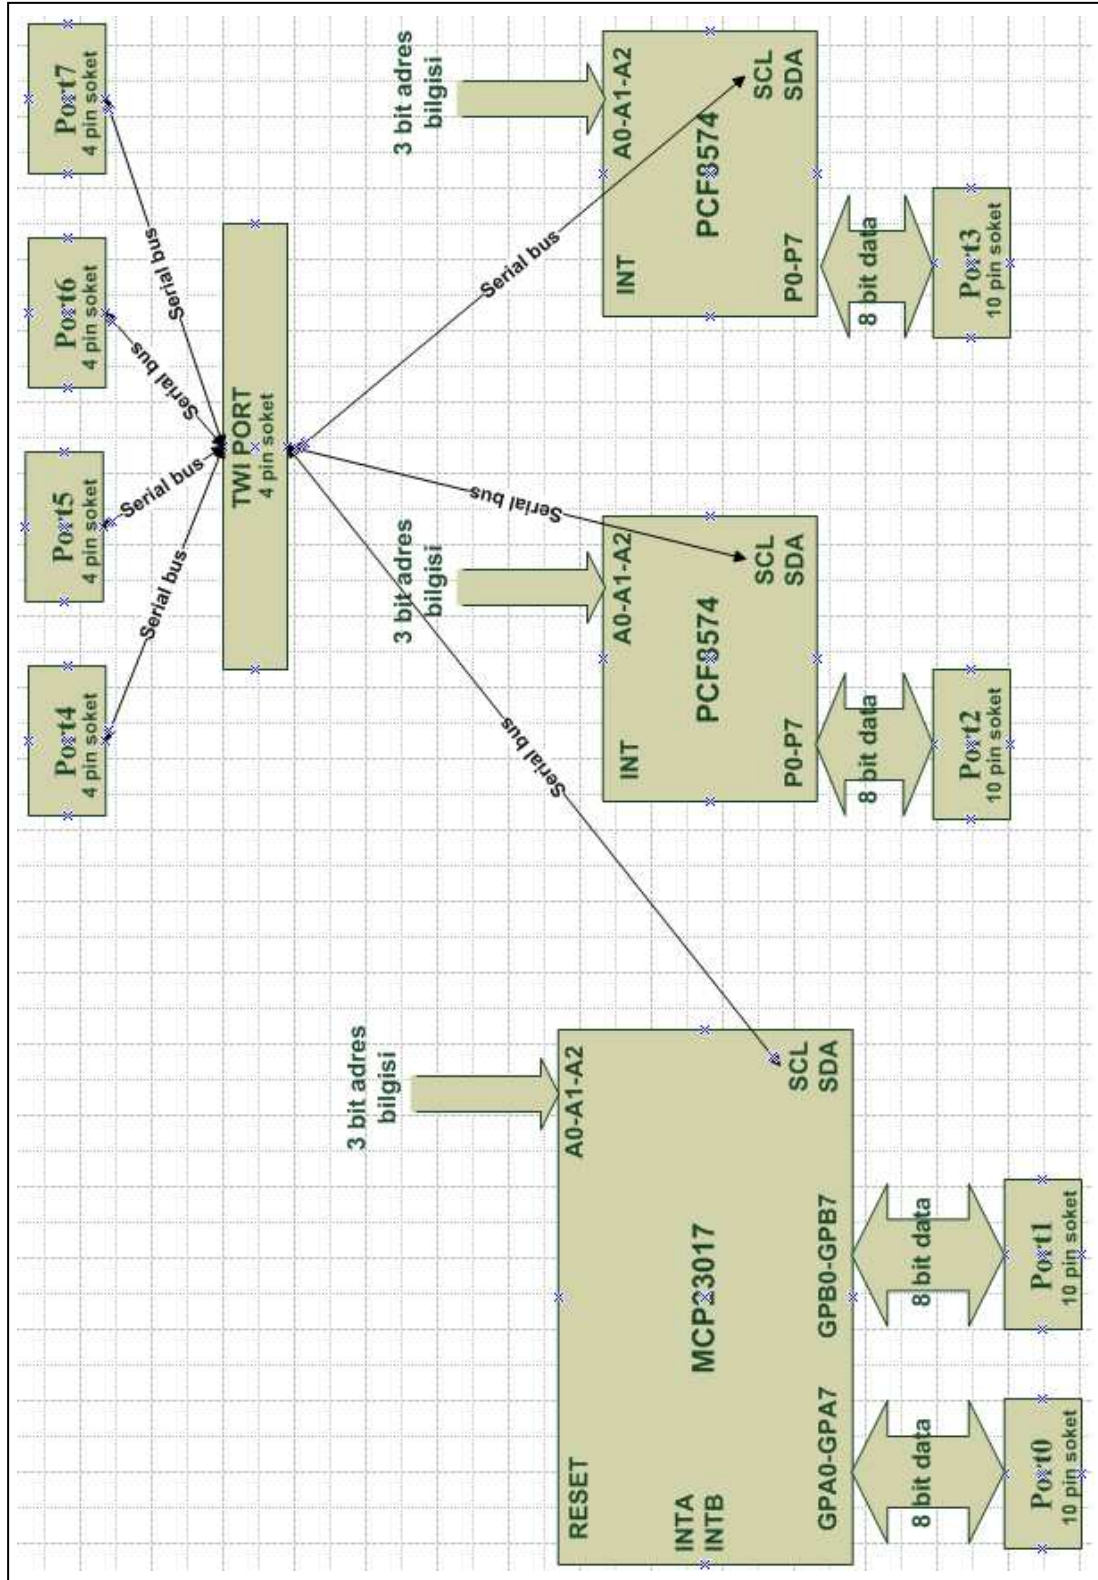 Port4
4 pin soket
Port5
4 pin soket
Port6
4 pin soket
Port7
4 pin soket
Serial bus
Serial bus
Serial bus
Serial bus
TWI PORT
4 pin soket
3 bit adres
bilgisi
3 bit adres
bilgisi
3 bit adres
bilgisi
Serial bus
Serial bus
Serial bus
RESET
A0-A1-A2
INTA
INTB
MCP23017
SCL
SDA
GPA0-GPA7
GPB0-GPB7
INT
A0-A1-A2
PCF8574
SCL
SDA
P0-P7
INT
A0-A1-A2
PCF8574
SCL
SDA
P0-P7
8 bit data
8 bit data
8 bit data
8 bit data
Port0
10 pin soket
Port1
10 pin soket
Port2
10 pin soket
Port3
10 pin soket